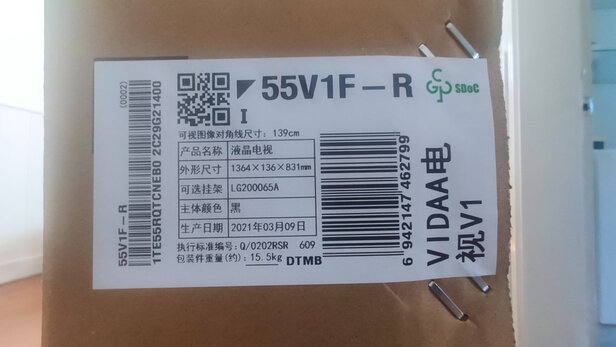 55V1F-R
SDoC
I
可视图像对角线尺寸: 139cm
产品名称 液晶电视
外形尺寸 1364×136×831mm
可选挂架 LG200065A
主体颜色 黑
生产日期 2021年03月09日
执行标准编号: Q/0202RSR 609
包装件重量(约): 15.5kg DTMB
55V1F-R
1TE55RQTCNEB0 2C29G21400
(0002)
6 942147 462799
VIDAA电
视V1